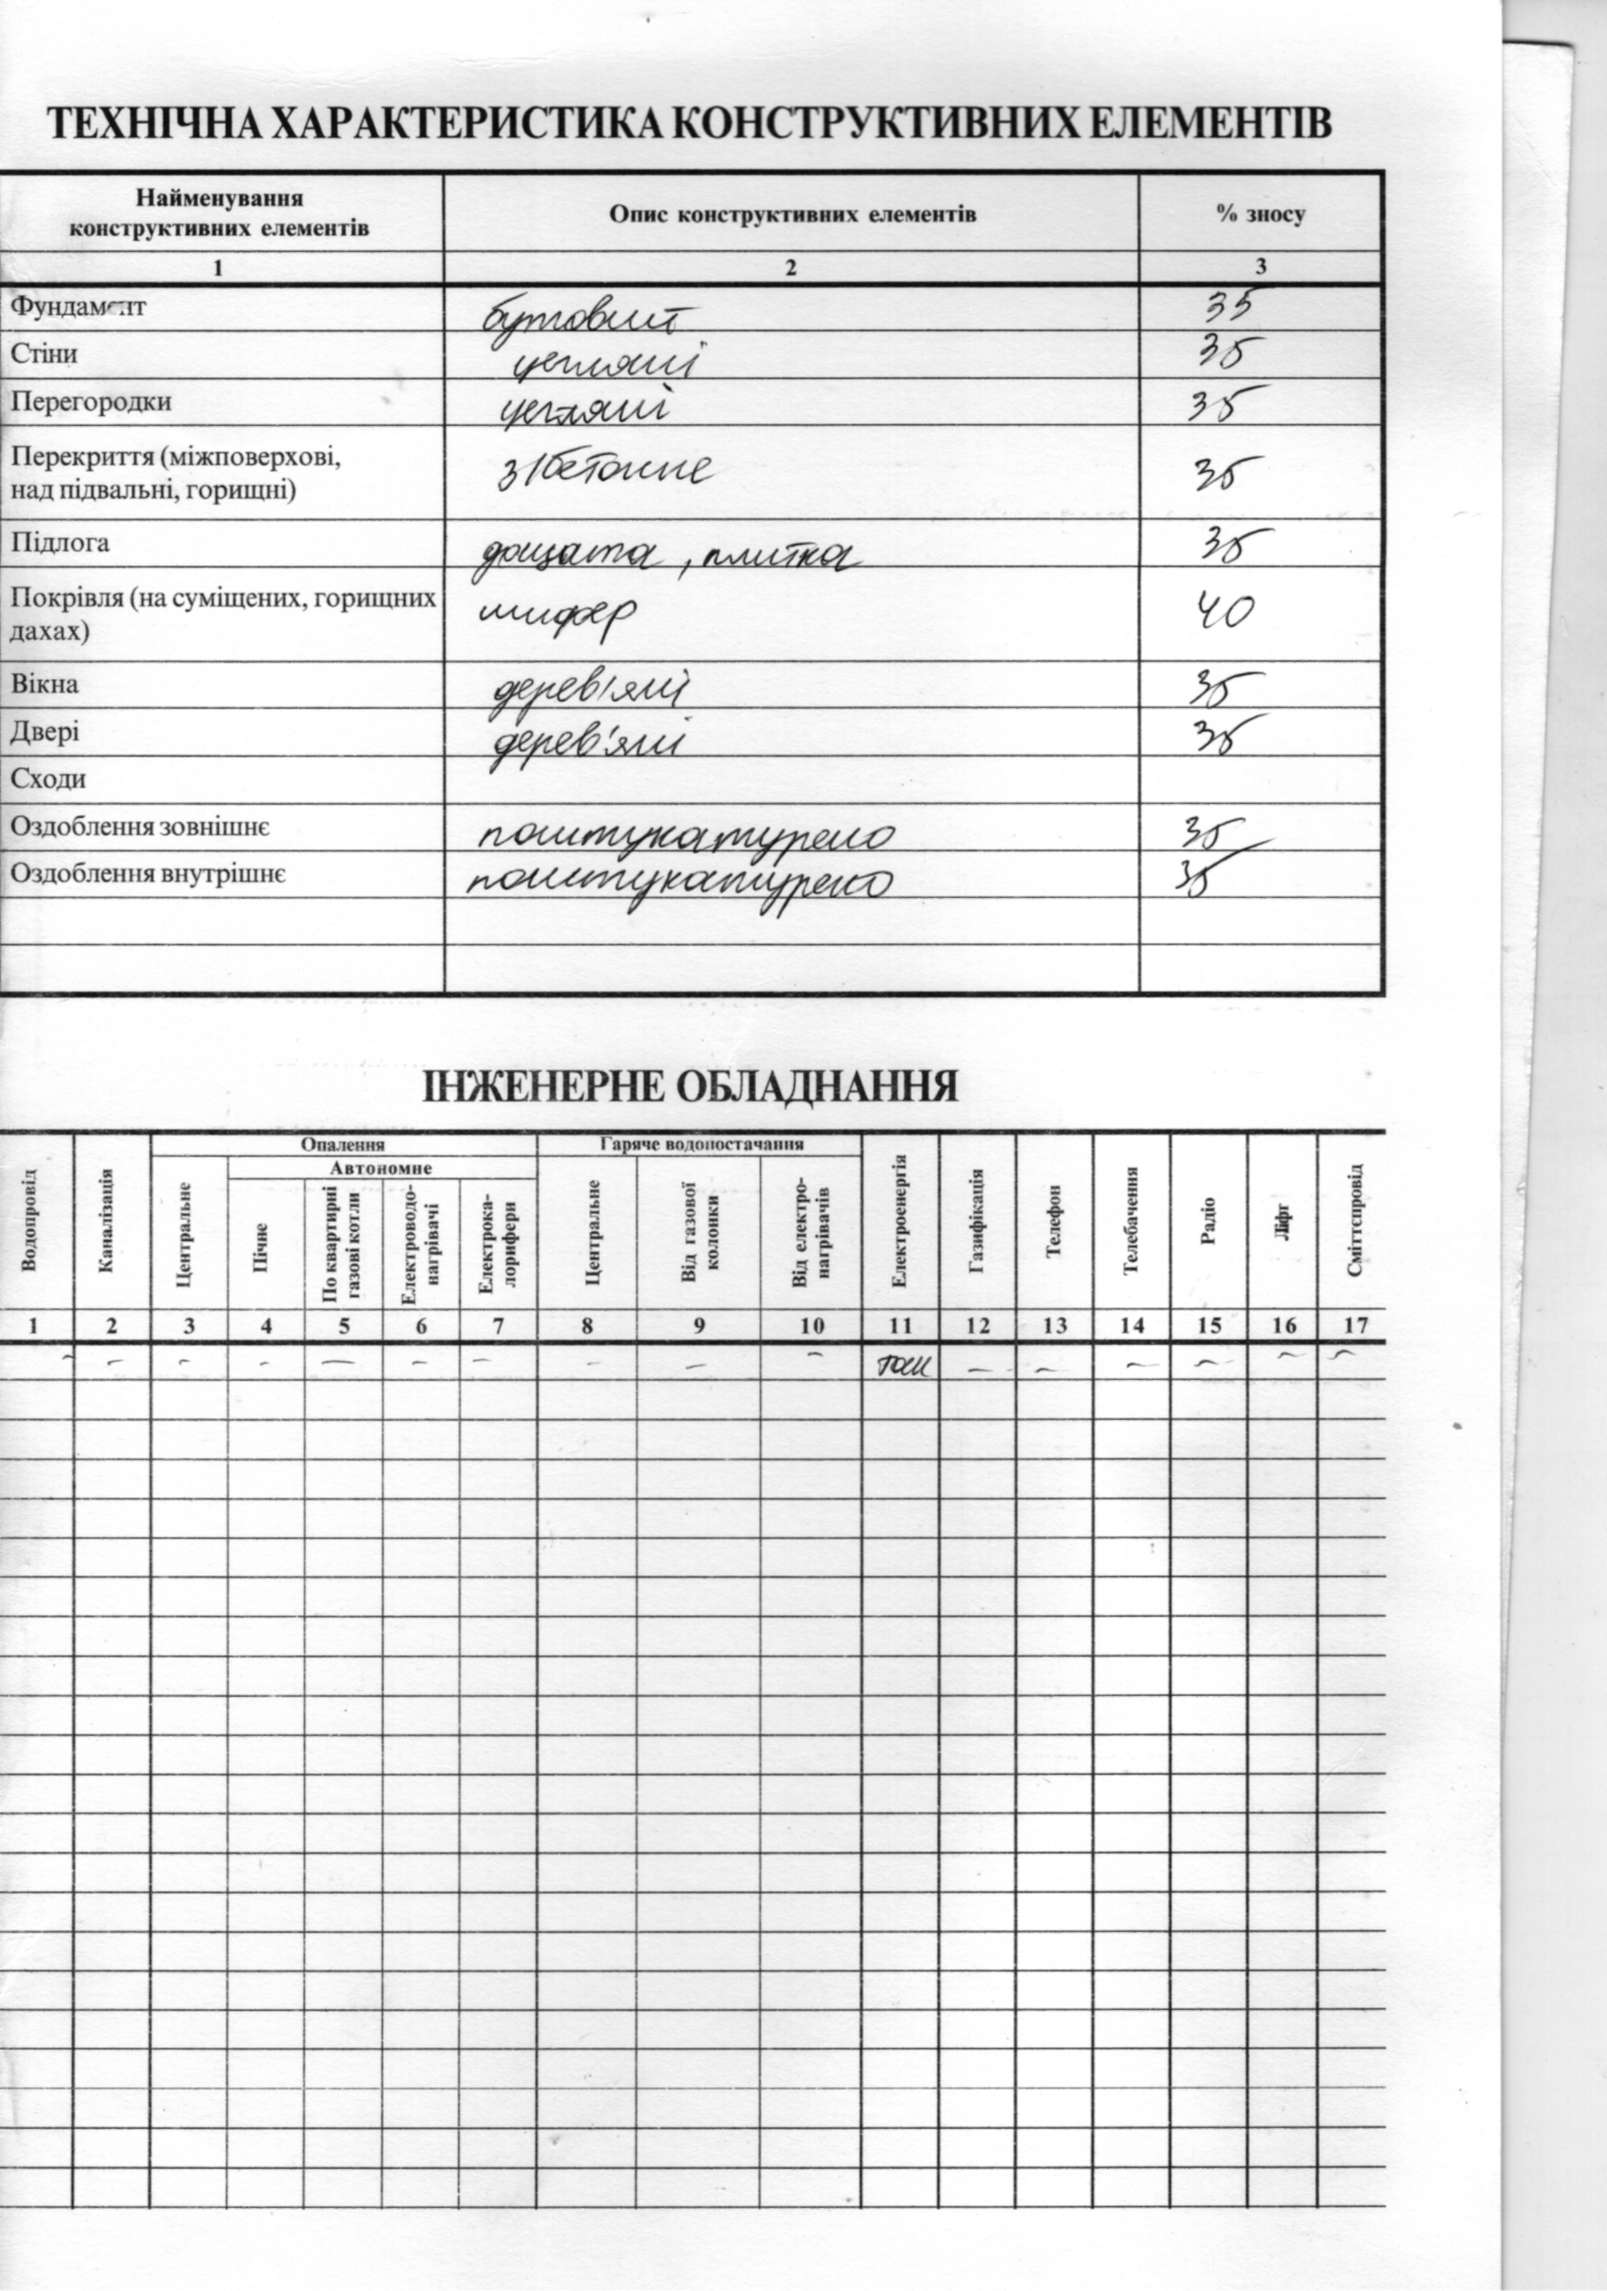 ТЕХНІЧНА ХАРАКТЕРИСТИКА КОНСТРУКТИВНИХ ЕЛЕМЕНТІВ
Найменування конструктивних елементів Опис конструктивних елементів % зносу
1 2 3
Фундамент бутовий 35
Стіни цегляні 35
Перегородки цегляні 35
Перекриття (міжповерхові, над підвальні, горищні) з/бетонне 35
Підлога дощата, плитка 35
Покрівля (на суміщених, горищних дахах) шифер 40
Вікна дерев'яні 35
Двері дерев'яні 35
Сходи
Оздоблення зовнішнє поштукатурено 35
Оздоблення внутрішнє поштукатурено 35
ІНЖЕНЕРНЕ ОБЛАДНАННЯ
Опалення Гаряче водопостачання
Автономне
Водопровід Каналізація Центральне Пічне По квартирні газові котли Електроводо-нагрівачі Електрока-лорифери Центральне Від газової колонки Від електро-нагрівачів Електроенергія Газифікація Телефон Телебачення Радіо Ліфт Сміттєпровід
1 2 3 4 5 6 7 8 9 10 11 12 13 14 15 16 17
- - - - - - - - - - - - - - - -